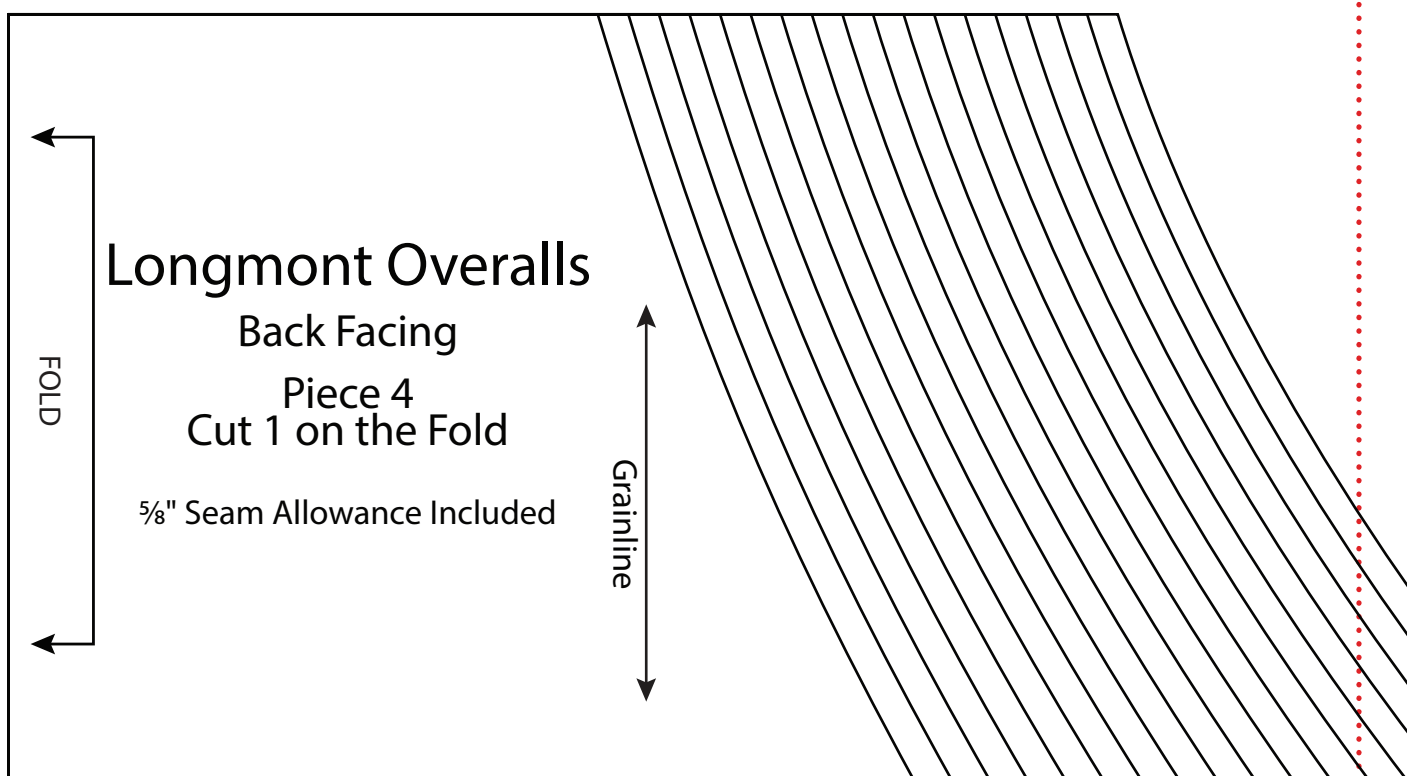 Longmont Overalls
Back Facing
Piece 4
Cut 1 on the Fold
⅝" Seam Allowance Included
FOLD
Grainline